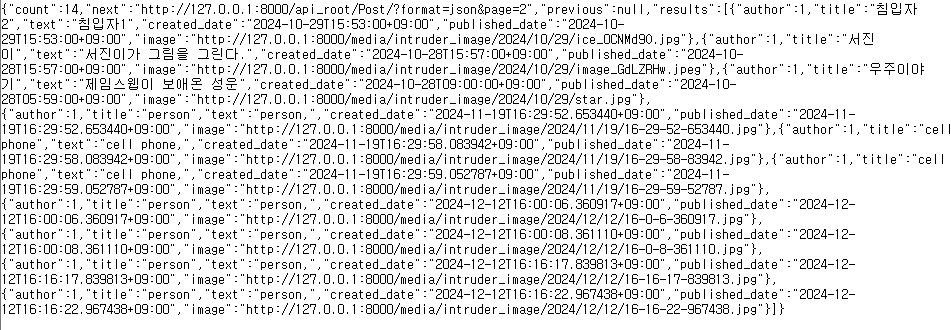 {"count":14,"next":"http://127.0.0.1:8000/api_root/Post/?format=json&page=2","previous":null,"results":[{"author":1,"title":"침입자
2","text":"침입자1","created_date":"2024-10-29T15:53:00+09:00","published_date":"2024-10-
29T15:53:00+09:00","image":"http://127.0.0.1:8000/media/intruder_image/2024/10/29/ice_OCNMd9O.jpg"},{"author":1,"title":"서진
이","text":"서진이가 그림을 그린다.","created_date":"2024-10-28T15:57:00+09:00","published_date":"2024-10-
28T15:57:00+09:00","image":"http://127.0.0.1:8000/media/intruder_image/2024/10/29/image_GdLZRHw.jpeg"},{"author":1,"title":"우주이야
기","text":"제임스웹이 보애온 성운","created_date":"2024-10-28T09:00:00+09:00","published_date":"2024-10-
28T05:59:00+09:00","image":"http://127.0.0.1:8000/media/intruder_image/2024/10/29/star.jpg"},
{"author":1,"title":"person","text":"person,","created_date":"2024-11-19T16:29:52.653440+09:00","published_date":"2024-11-
19T16:29:52.653440+09:00","image":"http://127.0.0.1:8000/media/intruder_image/2024/11/19/16-29-52-653440.jpg"},{"author":1,"title":"cell
phone","text":"cell phone,","created_date":"2024-11-19T16:29:58.083942+09:00","published_date":"2024-11-
19T16:29:58.083942+09:00","image":"http://127.0.0.1:8000/media/intruder_image/2024/11/19/16-29-58-83942.jpg"},{"author":1,"title":"cell
phone","text":"cell phone,","created_date":"2024-11-19T16:29:59.052787+09:00","published_date":"2024-11-
19T16:29:59.052787+09:00","image":"http://127.0.0.1:8000/media/intruder_image/2024/11/19/16-29-59-52787.jpg"},
{"author":1,"title":"person","text":"person,","created_date":"2024-12-12T16:00:06.360917+09:00","published_date":"2024-12-
12T16:00:06.360917+09:00","image":"http://127.0.0.1:8000/media/intruder_image/2024/12/12/16-0-6-360917.jpg"},
{"author":1,"title":"person","text":"person,","created_date":"2024-12-12T16:00:08.361110+09:00","published_date":"2024-12-
12T16:00:08.361110+09:00","image":"http://127.0.0.1:8000/media/intruder_image/2024/12/12/16-0-8-361110.jpg"},
{"author":1,"title":"person","text":"person,","created_date":"2024-12-12T16:16:17.839813+09:00","published_date":"2024-12-
12T16:16:17.839813+09:00","image":"http://127.0.0.1:8000/media/intruder_image/2024/12/12/16-16-17-839813.jpg"},
{"author":1,"title":"person","text":"person,","created_date":"2024-12-12T16:16:22.967438+09:00","published_date":"2024-12-
12T16:16:22.967438+09:00","image":"http://127.0.0.1:8000/media/intruder_image/2024/12/12/16-16-22-967438.jpg"}]}